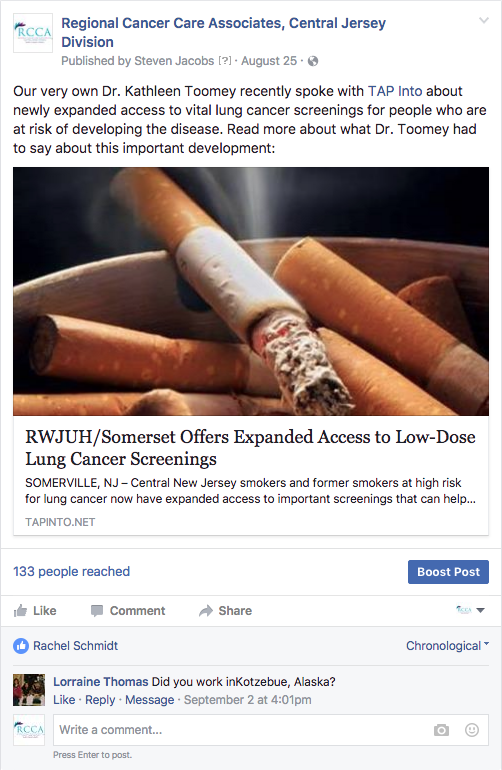 RCCA
Regional Cancer Care Associates, Central Jersey
Division
Published by Steven Jacobs [?] · August 25 ·
Our very own Dr. Kathleen Toomey recently spoke with TAP Into about
newly expanded access to vital lung cancer screenings for people who are
at risk of developing the disease. Read more about what Dr. Toomey had
to say about this important development:
RWJUH/Somerset Offers Expanded Access to Low-Dose
Lung Cancer Screenings
SOMERVILLE, NJ – Central New Jersey smokers and former smokers at high risk
for lung cancer now have expanded access to important screenings that can help...
TAPINTO.NET
133 people reached
Boost Post
Like Comment Share
Rachel Schmidt
Chronological
Lorraine Thomas Did you work inKotzebue, Alaska?
Like · Reply · Message · September 2 at 4:01pm
RCCA
Write a comment...
Press Enter to post.